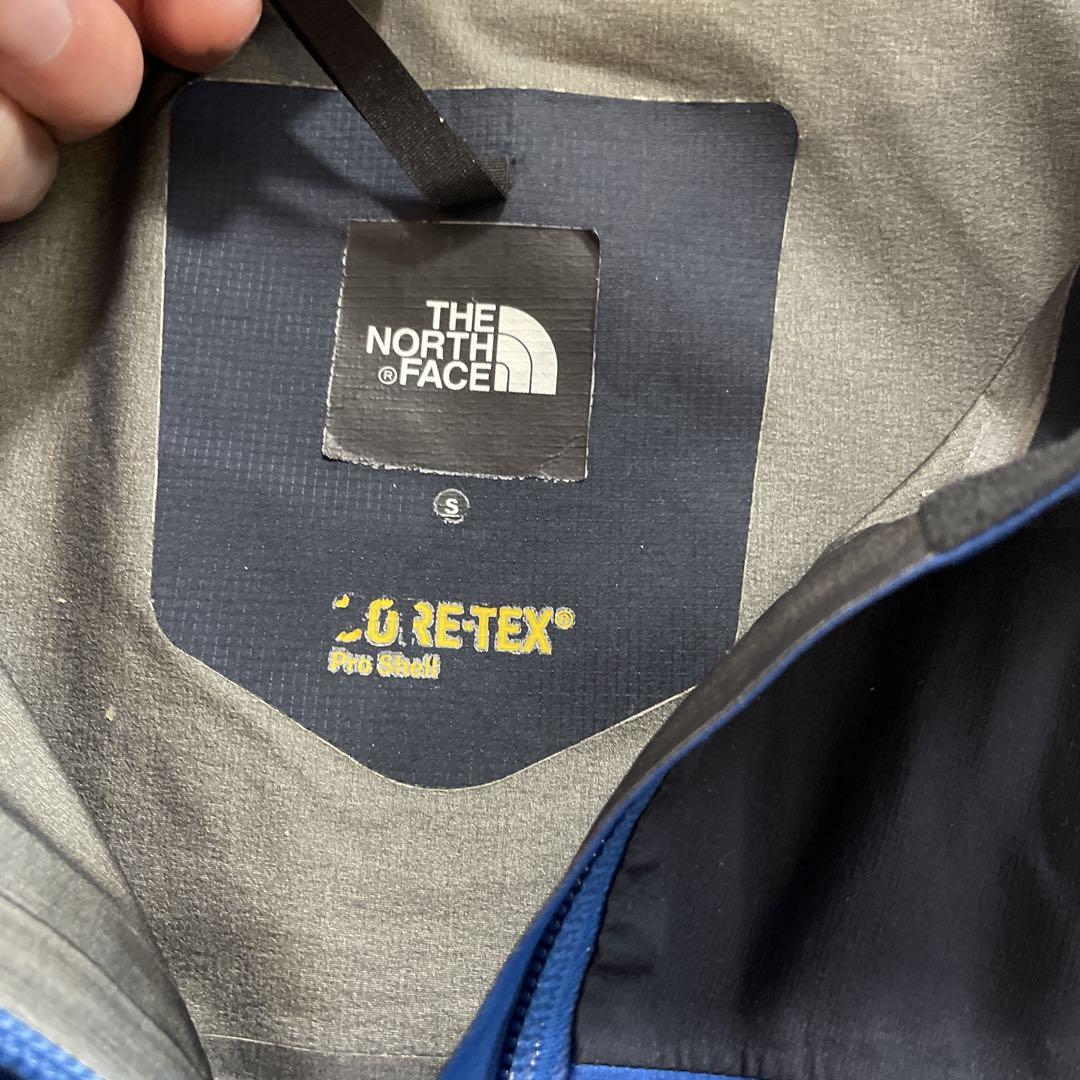 THE
NORTH
®FACE
S
GORE-TEX®
Pro Shell